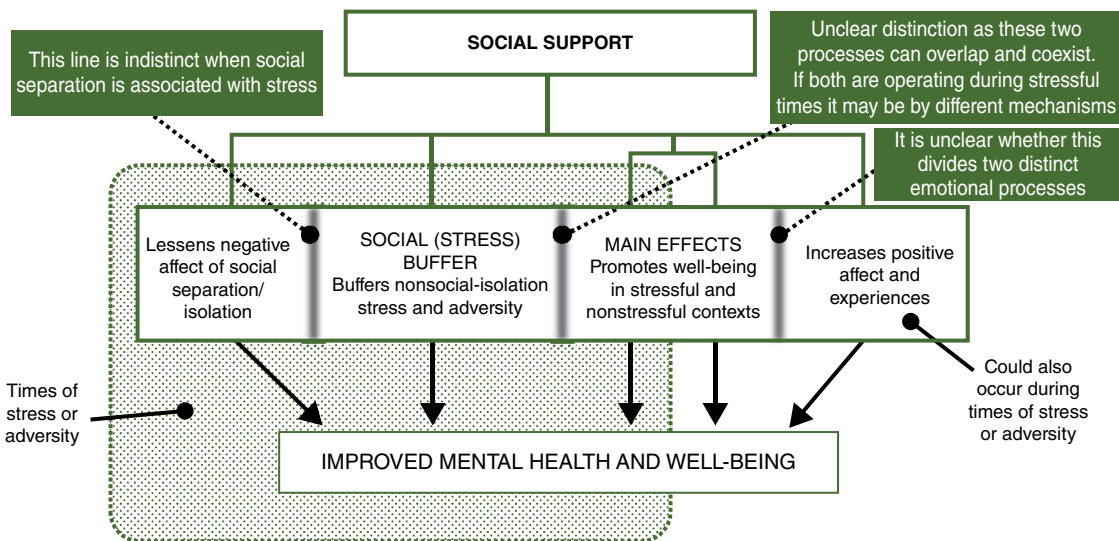 SOCIAL SUPPORT
This line is indistinct when social
separation is associated with stress
Unclear distinction as these two
processes can overlap and coexist.
If both are operating during stressful
times it may be by different mechanisms
It is unclear whether this
divides two distinct
emotional processes
Lessens negative
affect of social
separation/
isolation
SOCIAL (STRESS)
BUFFER
Buffers nonsocial-isolation
stress and adversity
MAIN EFFECTS
Promotes well-being
in stressful and
nonstressful contexts
Increases positive
affect and
experiences
Times of
stress or
adversity
Could also
occur during
times of stress
or adversity
IMPROVED MENTAL HEALTH AND WELL-BEING